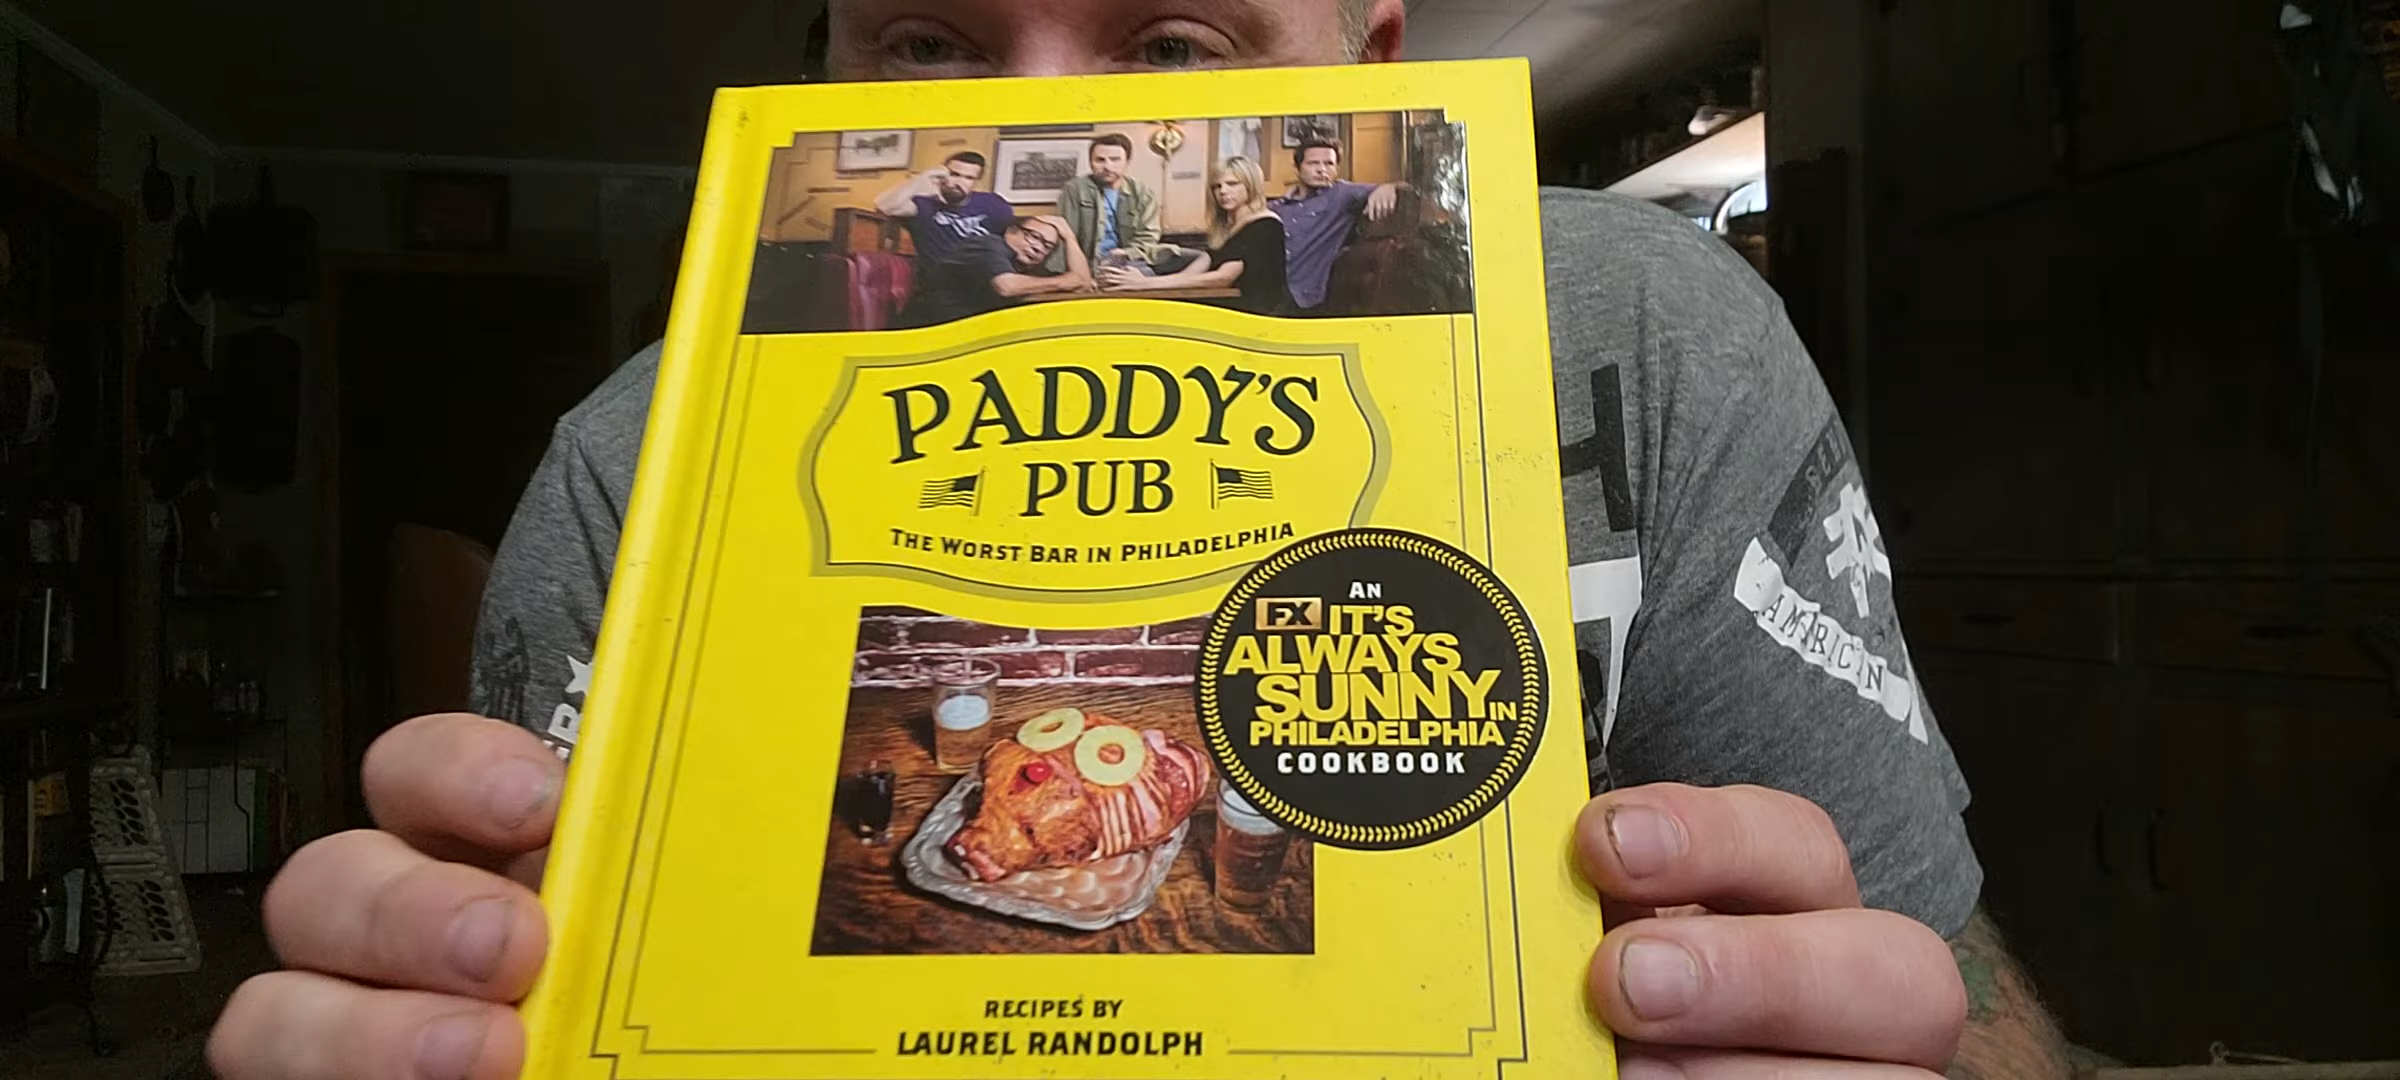 PADDY'S
PUB
THE WORST BAR IN PHILADELPHIA
AN
FX IT'S
ALWAYS
SUNNY IN
PHILADELPHIA
COOKBOOK
RECIPES BY
LAUREL RANDOLPH